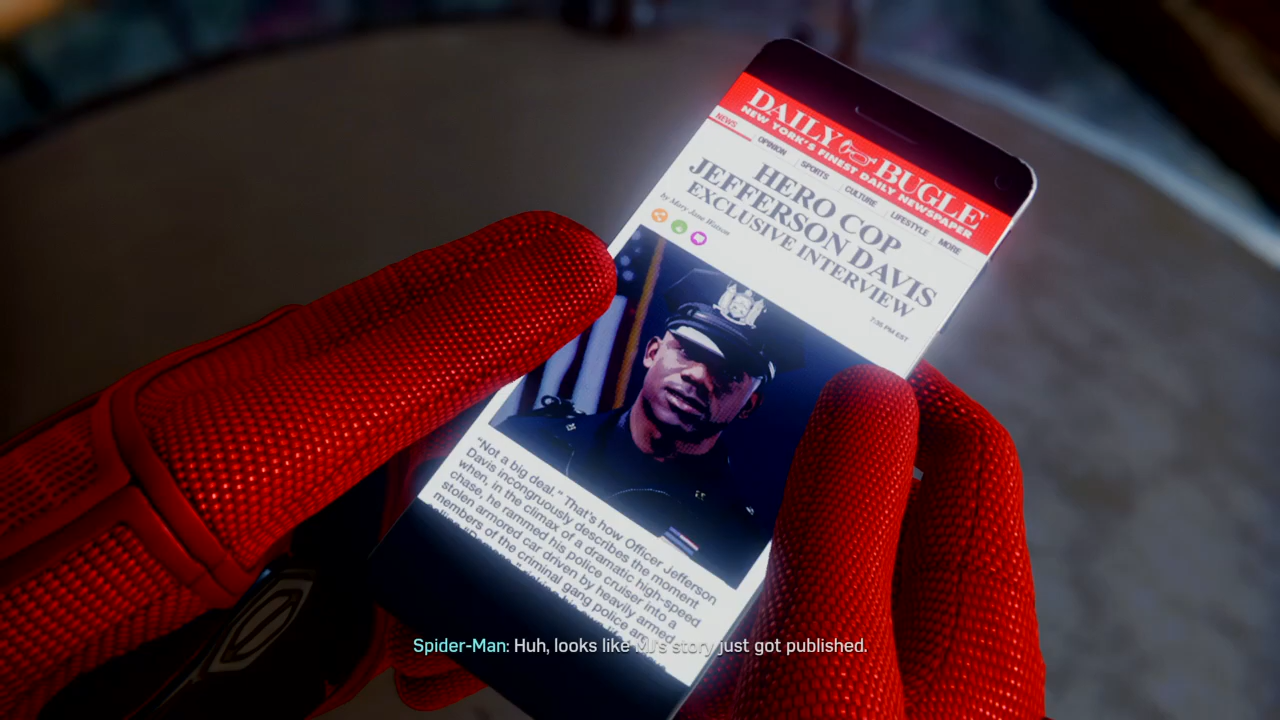 DAILY BUGLE
NEW YORK'S FINEST DAILY NEWSPAPER
NEWS OPINION SPORTS CULTURE LIFESTYLE MORE
HERO COP
JEFFERSON DAVIS
EXCLUSIVE INTERVIEW
by Mary Jane Watson
7:35 PM EST
"Not a big deal." That's how Officer Jefferson
Davis incongruously describes the moment
when, in the climax of a dramatic high-speed
chase, he rammed his police cruiser into a
stolen armored car driven by heavily armed
members of the criminal gang police are
Spider-Man: Huh, looks like MJ's story just got published.